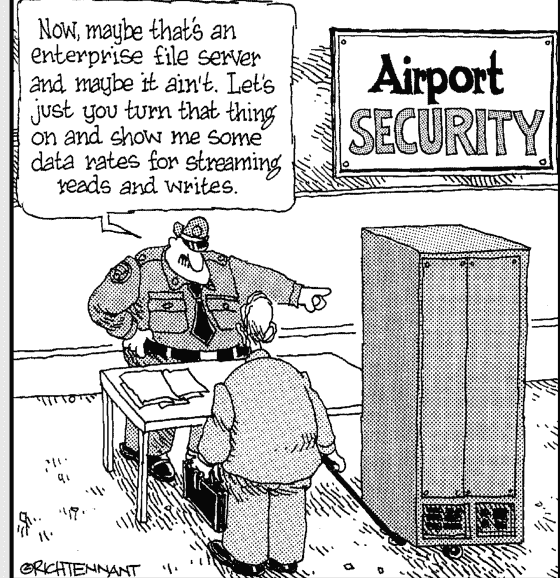 Now, maybe that's an
enterprise file server
and maybe it ain't. Let's
just you turn that thing
on and show me some
data rates for streaming
reads and writes.
Airport
SECURITY
©RICHTENNANT